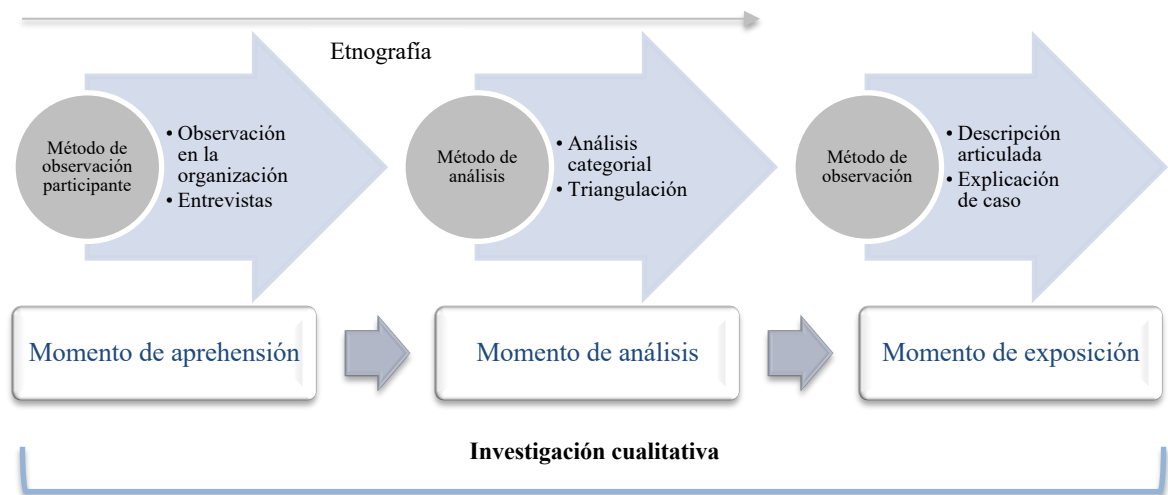 Etnografía
Método de
observación
participante
• Observación
en la
organización
• Entrevistas
Método de
análisis
• Análisis
categorial
• Triangulación
Método de
observación
• Descripción
articulada
• Explicación
de caso
Momento de aprehensión
Momento de análisis
Momento de exposición
Investigación cualitativa